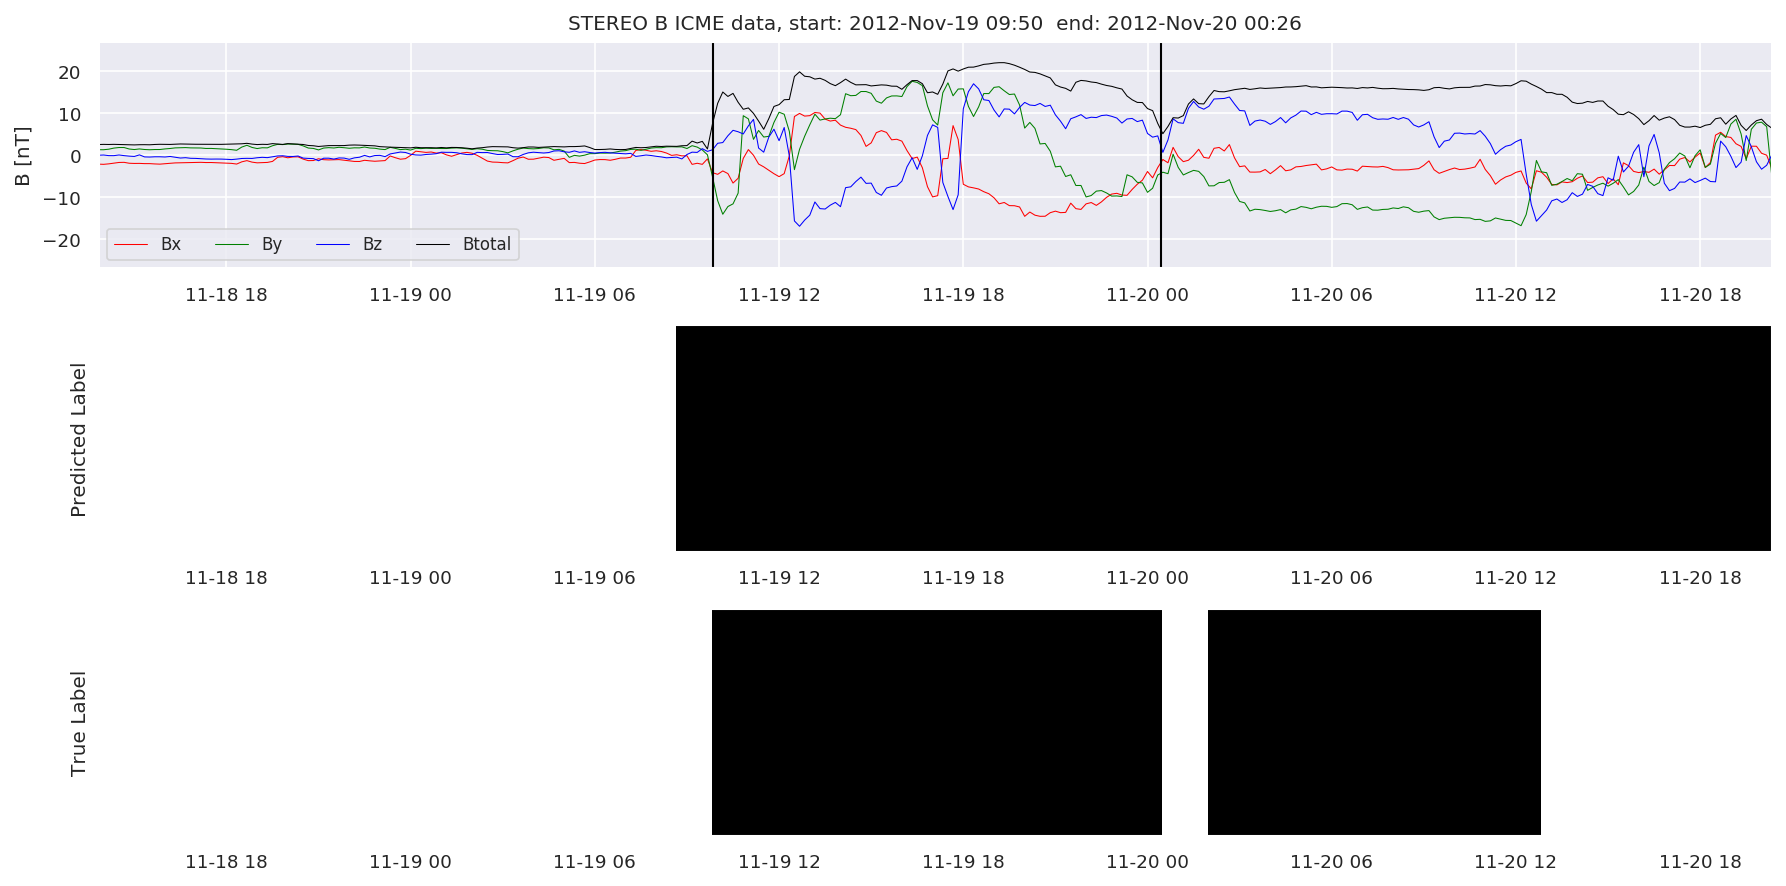 STEREO B ICME data, start: 2012-Nov-19 09:50  end: 2012-Nov-20 00:26
B [nT]
20
10
0
−10
−20
Bx By Bz Btotal
11-18 18 11-19 00 11-19 06 11-19 12 11-19 18 11-20 00 11-20 06 11-20 12 11-20 18
Predicted Label
11-18 18 11-19 00 11-19 06 11-19 12 11-19 18 11-20 00 11-20 06 11-20 12 11-20 18
True Label
11-18 18 11-19 00 11-19 06 11-19 12 11-19 18 11-20 00 11-20 06 11-20 12 11-20 18